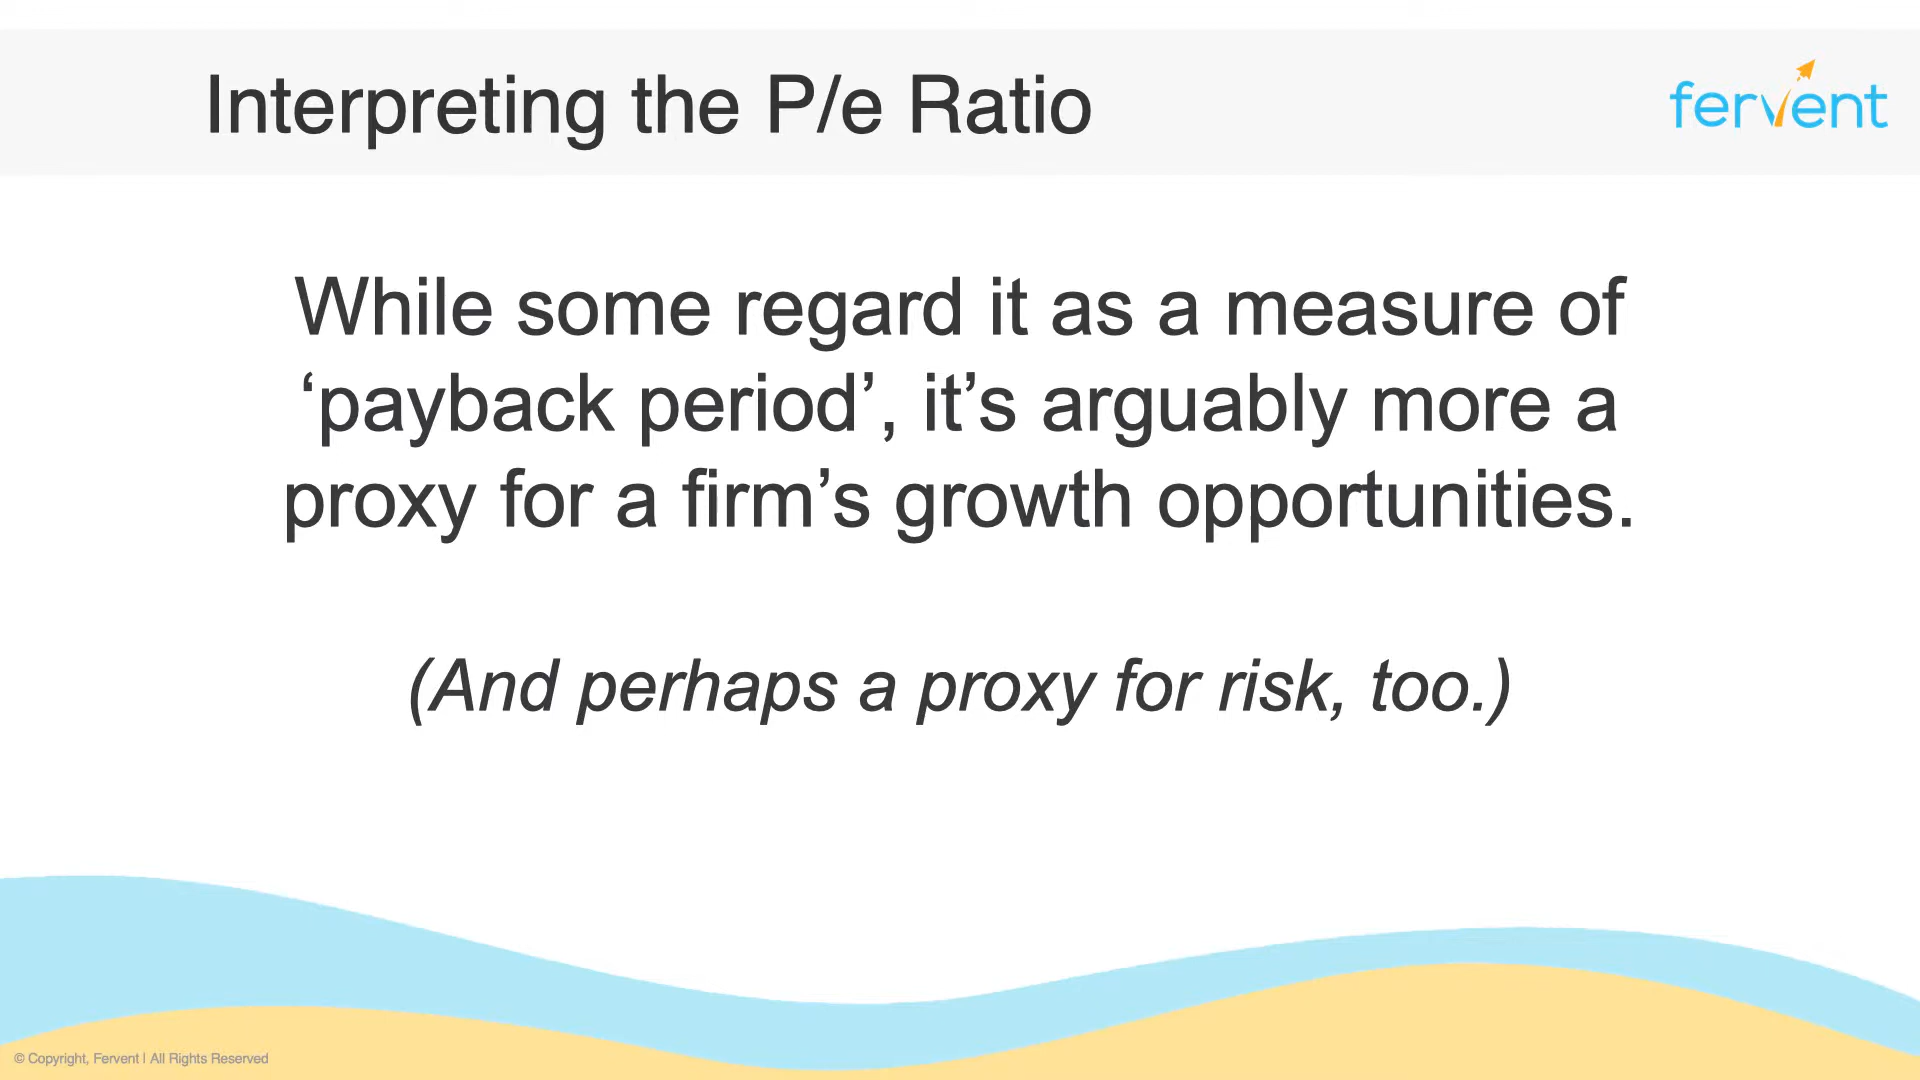 Interpreting the P/e Ratio
fervent
While some regard it as a measure of
‘payback period’, it’s arguably more a
proxy for a firm’s growth opportunities.
(And perhaps a proxy for risk, too.)
© Copyright, Fervent | All Rights Reserved